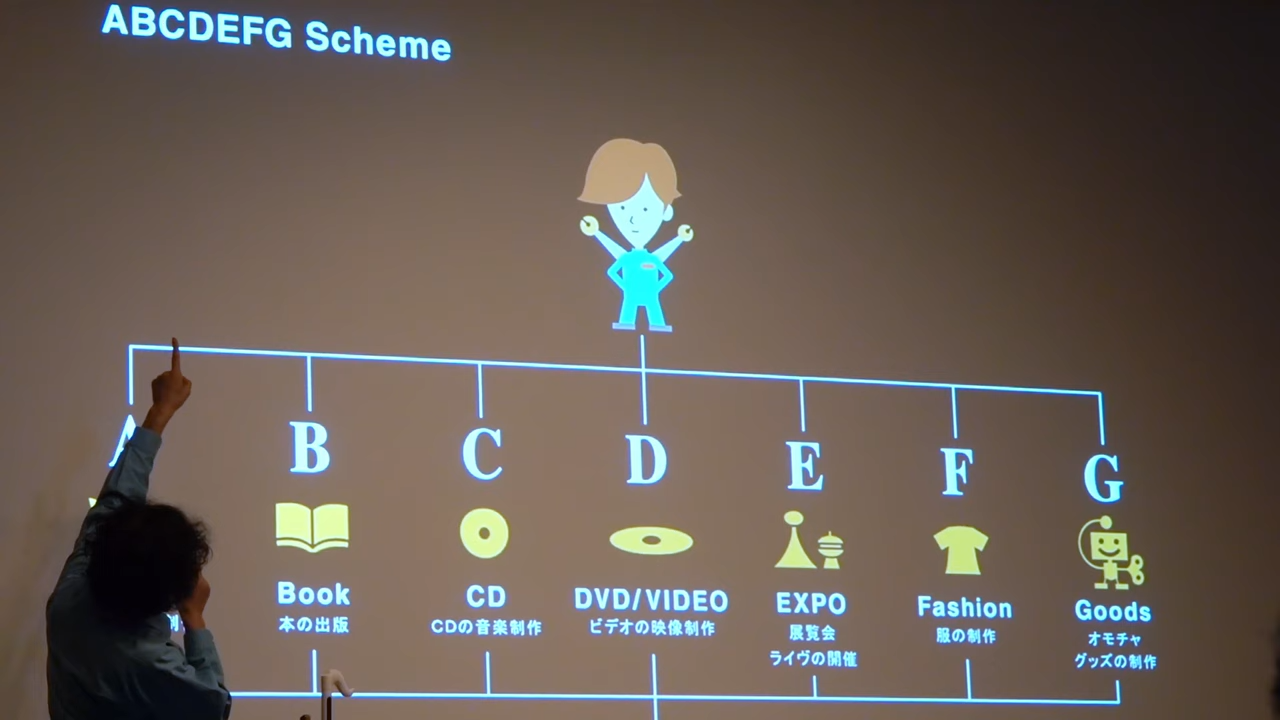 ABCDEFG Scheme
A
B
C
D
E
F
G
Book
本の出版
CD
CDの音楽制作
DVD/VIDEO
ビデオの映像制作
EXPO
展覧会
ライヴの開催
Fashion
服の制作
Goods
オモチャ
グッズの制作